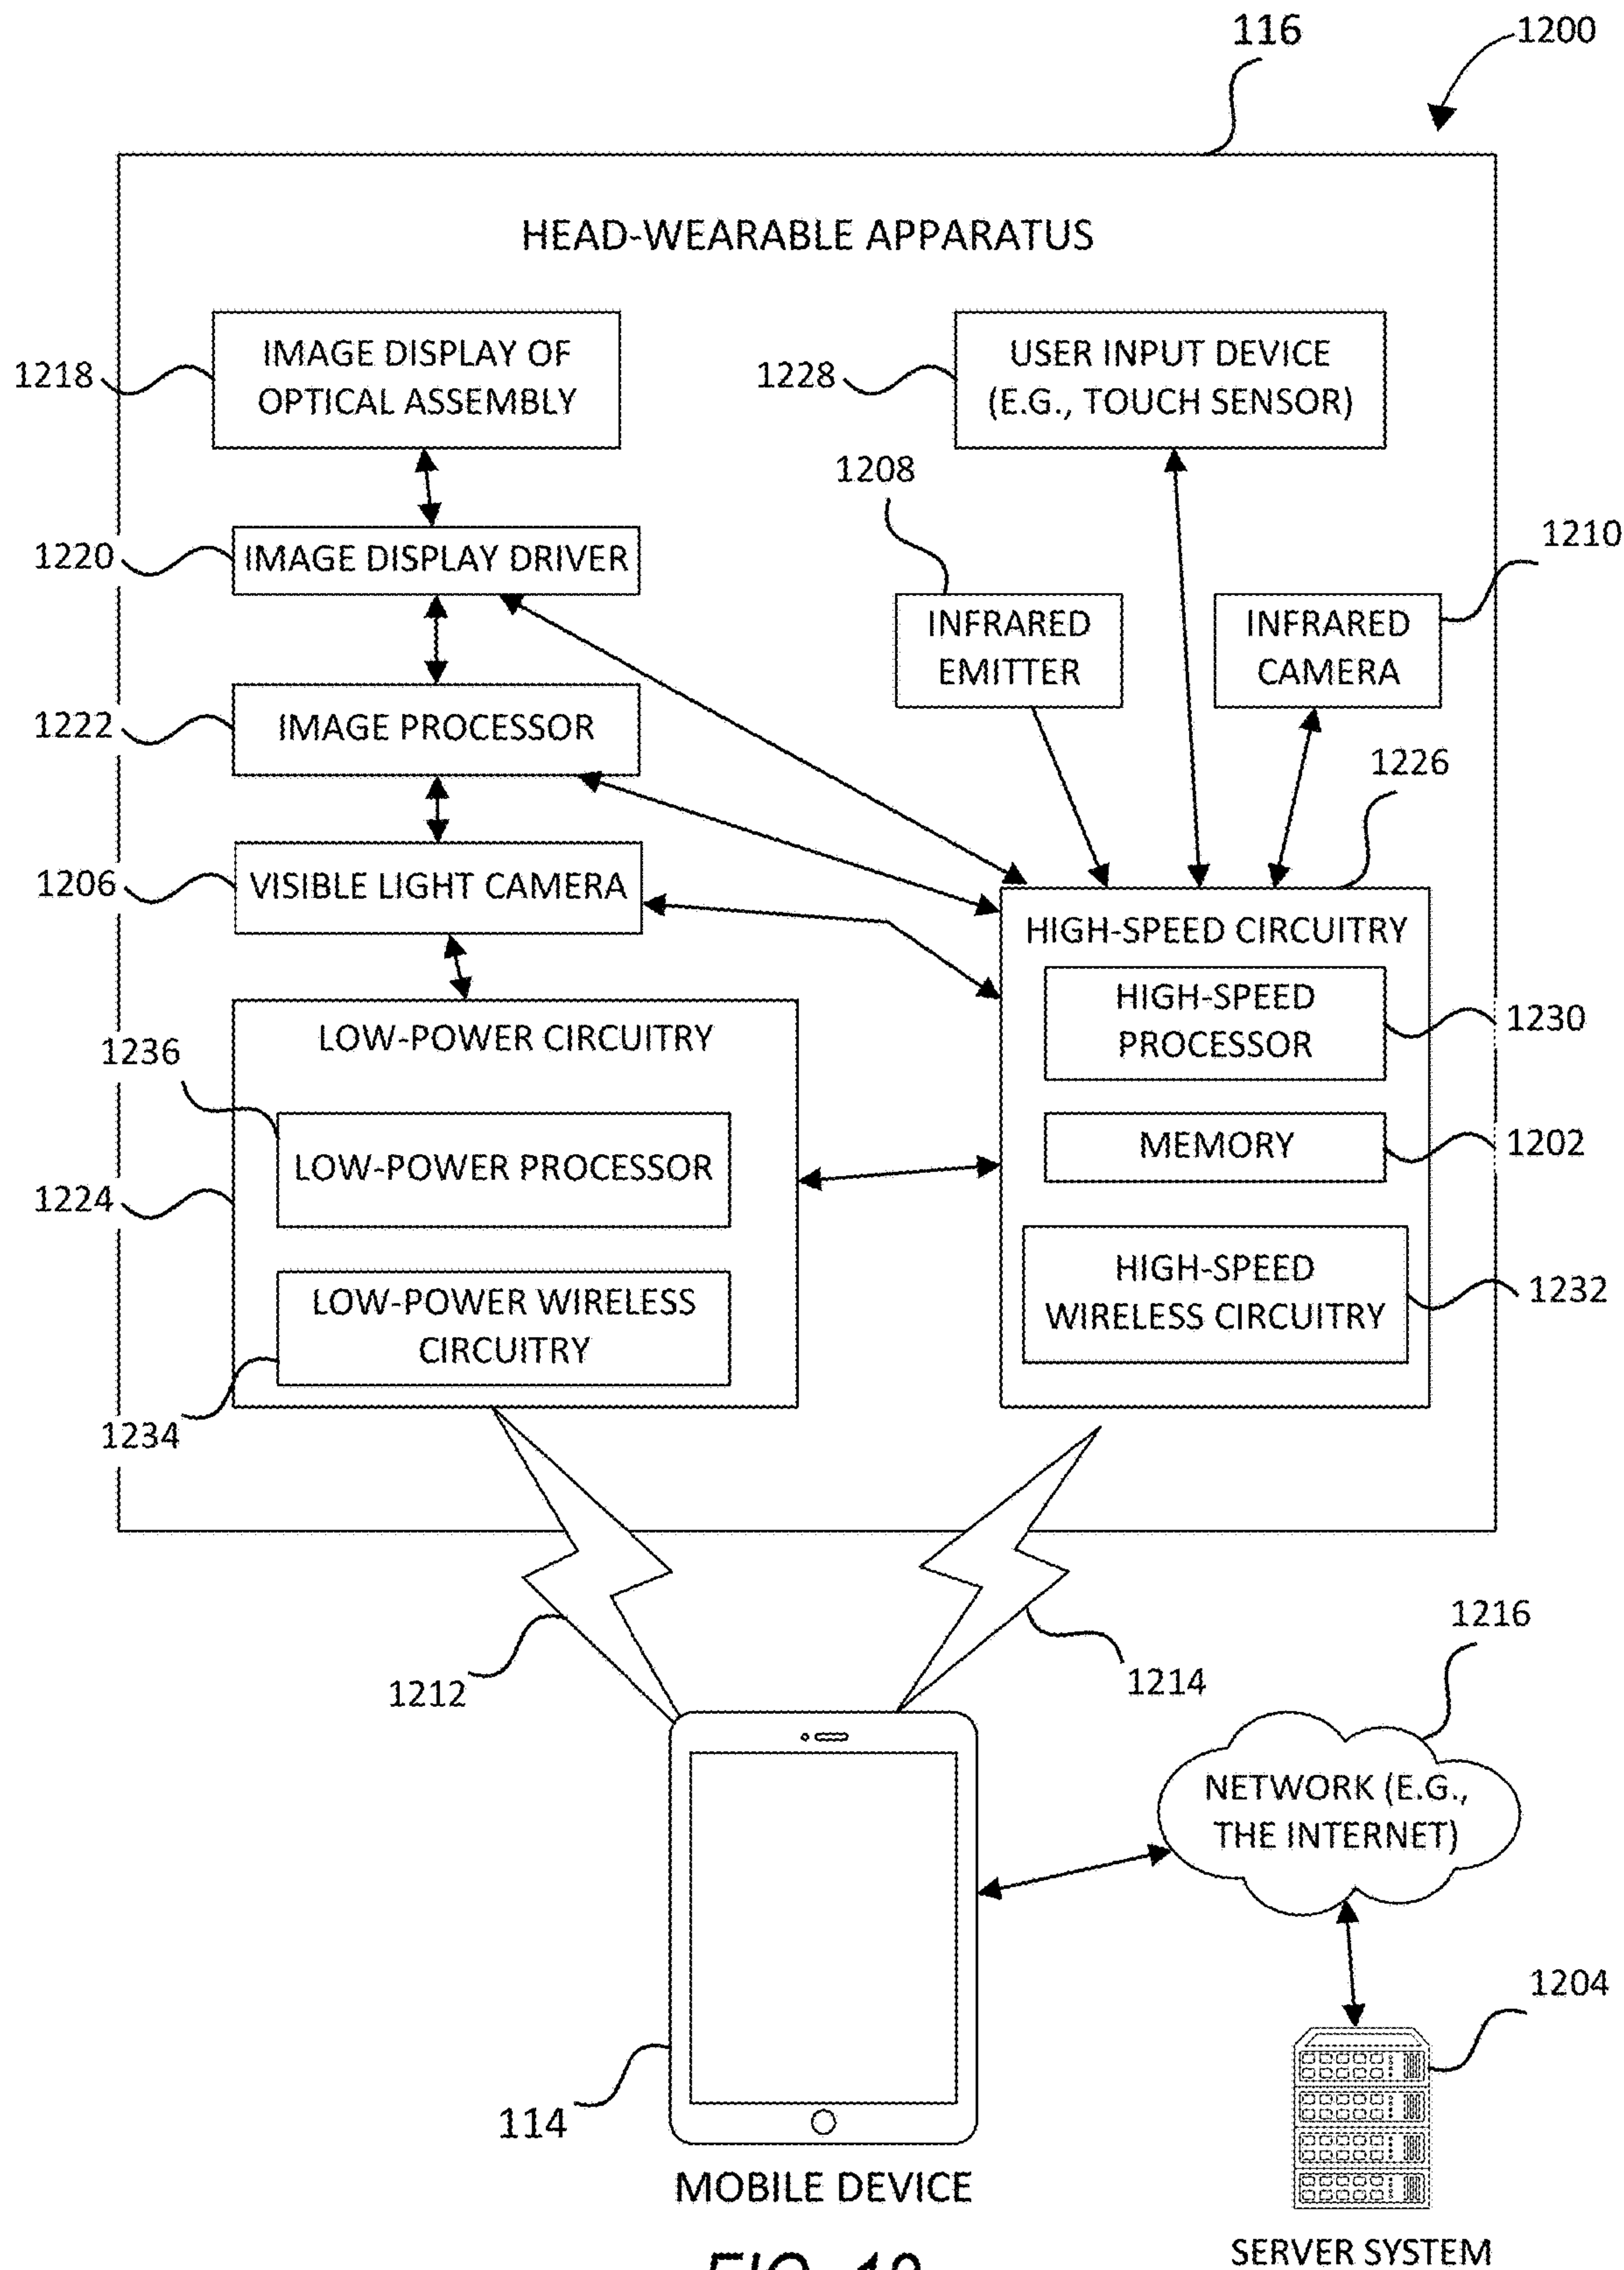 116
1200
HEAD-WEARABLE APPARATUS
1218
IMAGE DISPLAY OF
OPTICAL ASSEMBLY
1228
USER INPUT DEVICE
(E.G., TOUCH SENSOR)
1208
1220
IMAGE DISPLAY DRIVER
1210
INFRARED
EMITTER
INFRARED
CAMERA
1222
IMAGE PROCESSOR
1226
1206
VISIBLE LIGHT CAMERA
HIGH-SPEED CIRCUITRY
HIGH-SPEED
PROCESSOR
1230
LOW-POWER CIRCUITRY
1236
LOW-POWER PROCESSOR
MEMORY
1202
1224
HIGH-SPEED
WIRELESS CIRCUITRY
1232
LOW-POWER WIRELESS
CIRCUITRY
1234
1212
1214
1216
NETWORK (E.G.,
THE INTERNET)
1204
114
MOBILE DEVICE
SERVER SYSTEM